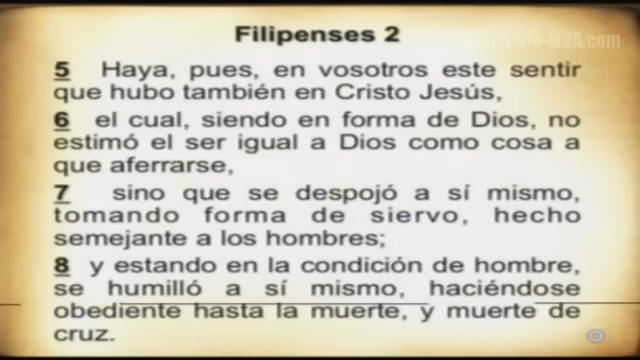 Filipenses 2
5 Haya, pues, en vosotros este sentir
que hubo también en Cristo Jesús,
6 el cual, siendo en forma de Dios, no
estimó el ser igual a Dios como cosa a
que aferrarse,
7 sino que se despojó a sí mismo,
tomando forma de siervo, hecho
semejante a los hombres;
8 y estando en la condición de hombre,
se humilló a sí mismo, haciéndose
obediente hasta la muerte, y muerte de
cruz.